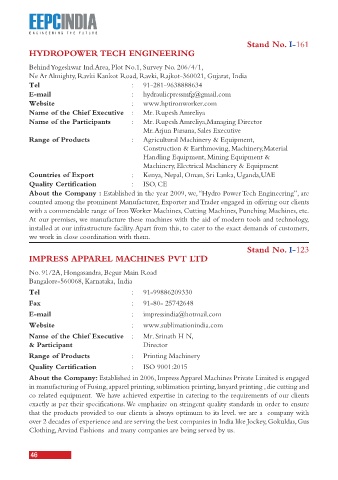 EEPCINDIA
ENGINEERING THE FUTURE
Stand No. I-161
HYDROPOWER TECH ENGINEERING
Behind Yogeshwar Ind. Area, Plot No.1, Survey No. 206/4/1,
Ne Ar Almighty, Ravki Kankot Road, Ravki, Rajkot-360021, Gujarat, India
Tel : 91-281-9638888634
E-mail : hydraulicpressmfg@gmail.com
Website : www.hptironworker.com
Name of the Chief Executive : Mr. Rupesh Amreliya
Name of the Participants : Mr. Rupesh Amreliya, Managing Director
Mr. Arjun Panana, Sales Executive
Range of Products : Agricultural Machinery & Equipment,
Construction & Earthmoving. Machinery, Material
Handling Equipment, Mining Equipment &
Machinery, Electrical Machinery & Equipment
Countries of Export : Kenya, Nepal, Oman, Sri Lanka, Uganda, UAE
Quality Certification : ISO, CE
About the Company : Established in the year 2009, we, "Hydro Power Tech Engineering", are
counted among the prominent Manufacturer, Exporter and Trader engaged in offering our clients
with a commendable range of Iron Worker Machines, Cutting Machines, Punching Machines, etc.
At our premises, we manufacture these machines with the aid of modern tools and technology,
installed at our infrastructure facility. Apart from this, to cater to the exact demands of customers,
we work in close coordination with them.
Stand No. I-123
IMPRESS APPAREL MACHINES PVT LTD
No. 91/2A, Hongasandra, Begur Main Road
Bangalore-560068, Karnataka, India
Tel : 91-99886209330
Fax : 91-80- 25742648
E-mail : impressindia@hotmail.com
Website : www.sublimationindia.com
Name of the Chief Executive : Mr. Srinath H N,
& Participant Director
Range of Products : Printing Machinery
Quality Certification : ISO 9001:2015
About the Company: Established in 2006, Impress Apparel Machines Private Limited is engaged
in manufacturing of Fusing, apparel printing, sublimation printing, lanyard printing , die cutting and
co related equipment. We have achieved expertise in catering to the requirements of our clients
exactly as per their specifications. We emphasize on stringent quality standards in order to ensure
that the products provided to our clients is always optimum to its level. we are a company with
over 2 decades of experience and are serving the best companies in India like Jockey, Gokuldas, Gus
Clothing, Arvind Fashions and many companies are being served by us.
46